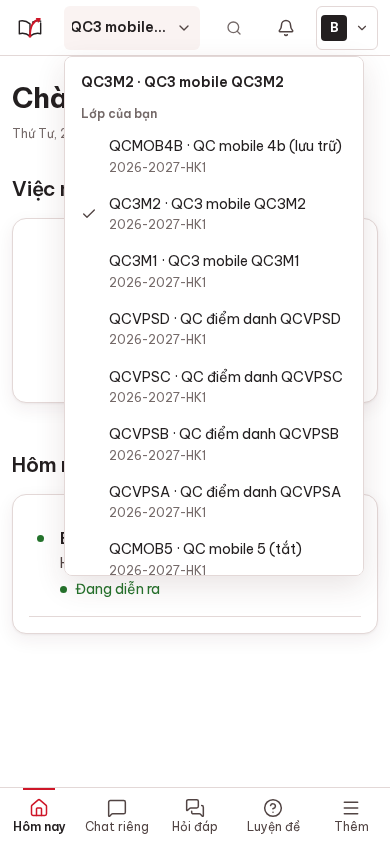 QC3 mobile...
B
QC3M2 · QC3 mobile QC3M2
Lớp của bạn
QCMOB4B · QC mobile 4b (lưu trữ)
2026-2027-HK1
QC3M2 · QC3 mobile QC3M2
2026-2027-HK1
QC3M1 · QC3 mobile QC3M1
2026-2027-HK1
QCVPSD · QC điểm danh QCVPSD
2026-2027-HK1
QCVPSC · QC điểm danh QCVPSC
2026-2027-HK1
QCVPSB · QC điểm danh QCVPSB
2026-2027-HK1
QCVPSA · QC điểm danh QCVPSA
2026-2027-HK1
QCMOB5 · QC mobile 5 (tắt)
2026-2027-HK1
Thứ Tư,
Việc
Hôm
Đang diễn ra
Hôm nay
Chat riêng
Hỏi đáp
Luyện đề
Thêm